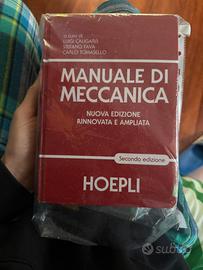 a cura di
LUIGI CALIGARIS
STEFANO FAVA
CARLO TOMASELLO
MANUALE DI
MECCANICA
NUOVA EDIZIONE
RINNOVATA E AMPLIATA
Seconda edizione
HOEPLI
subito